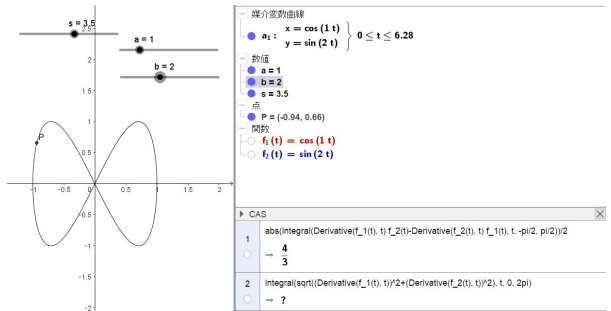 s = 3.5
a = 1
b = 2
P
2.5
2
1.5
1
0.5
0
-0.5
-1
-1.5
-2
-1
-0.5
0.5
1
1.5
2
媒介変数曲線
a₁ : x = cos (1 t)
y = sin (2 t) } 0 ≤ t ≤ 6.28
数値
a = 1
b = 2
s = 3.5
点
P = (-0.94, 0.66)
関数
f₁ (t) = cos (1 t)
f₂ (t) = sin (2 t)
CAS
1 abs(Integral(Derivative(f_1(t), t) f_2(t)-Derivative(f_2(t), t) f_1(t), t, -pi/2, pi/2))/2
→ 4/3
2 Integral(sqrt((Derivative(f_1(t), t))^2+(Derivative(f_2(t), t))^2), t, 0, 2pi)
→ ?